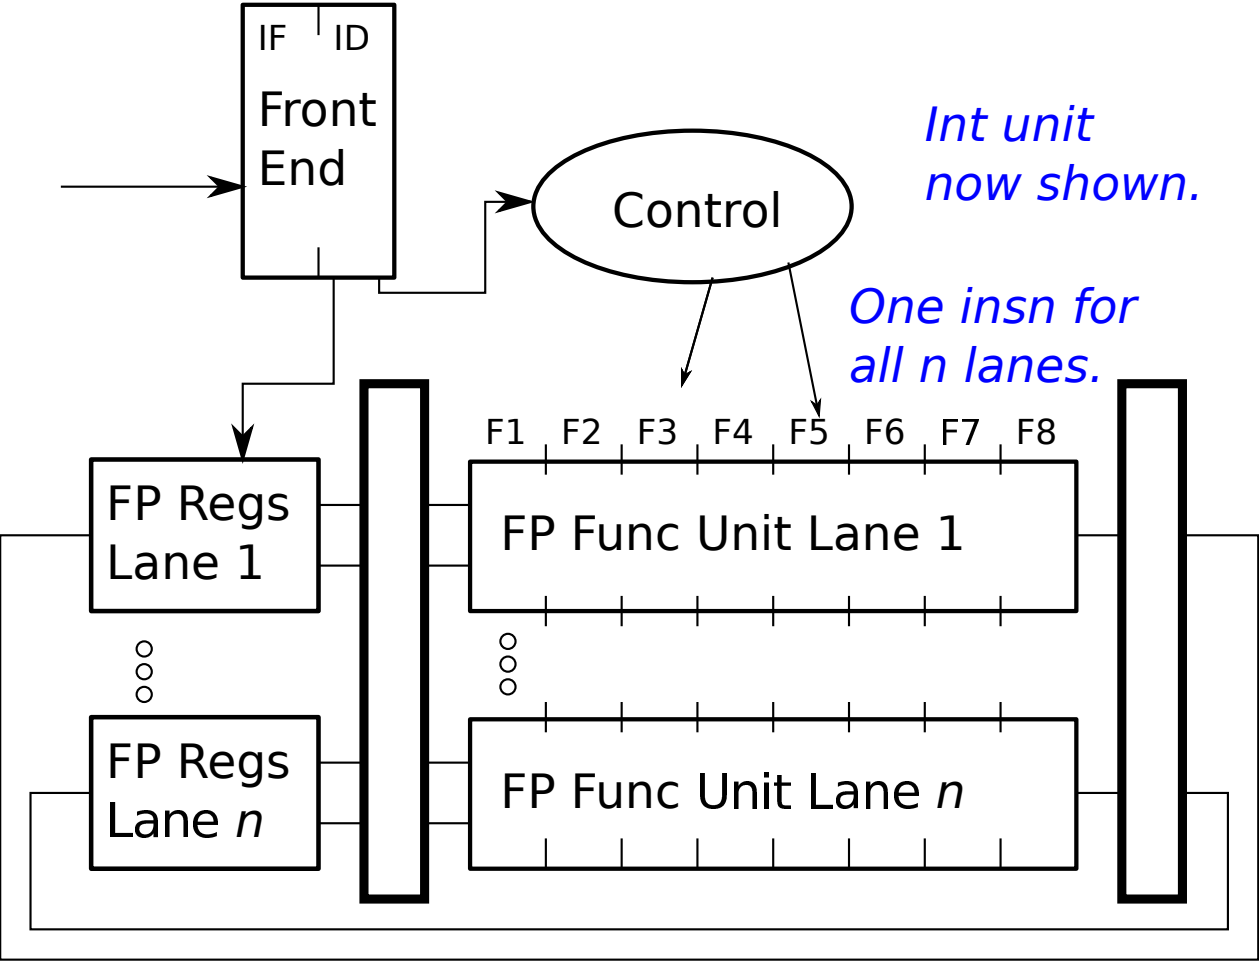 IF ID
Front
End
Control
Int unit
now shown.
One insn for
all n lanes.
F1 F2 F3 F4 F5 F6 F7 F8
FP Regs
Lane 1
FP Func Unit Lane 1
FP Regs
Lane n
FP Func Unit Lane n